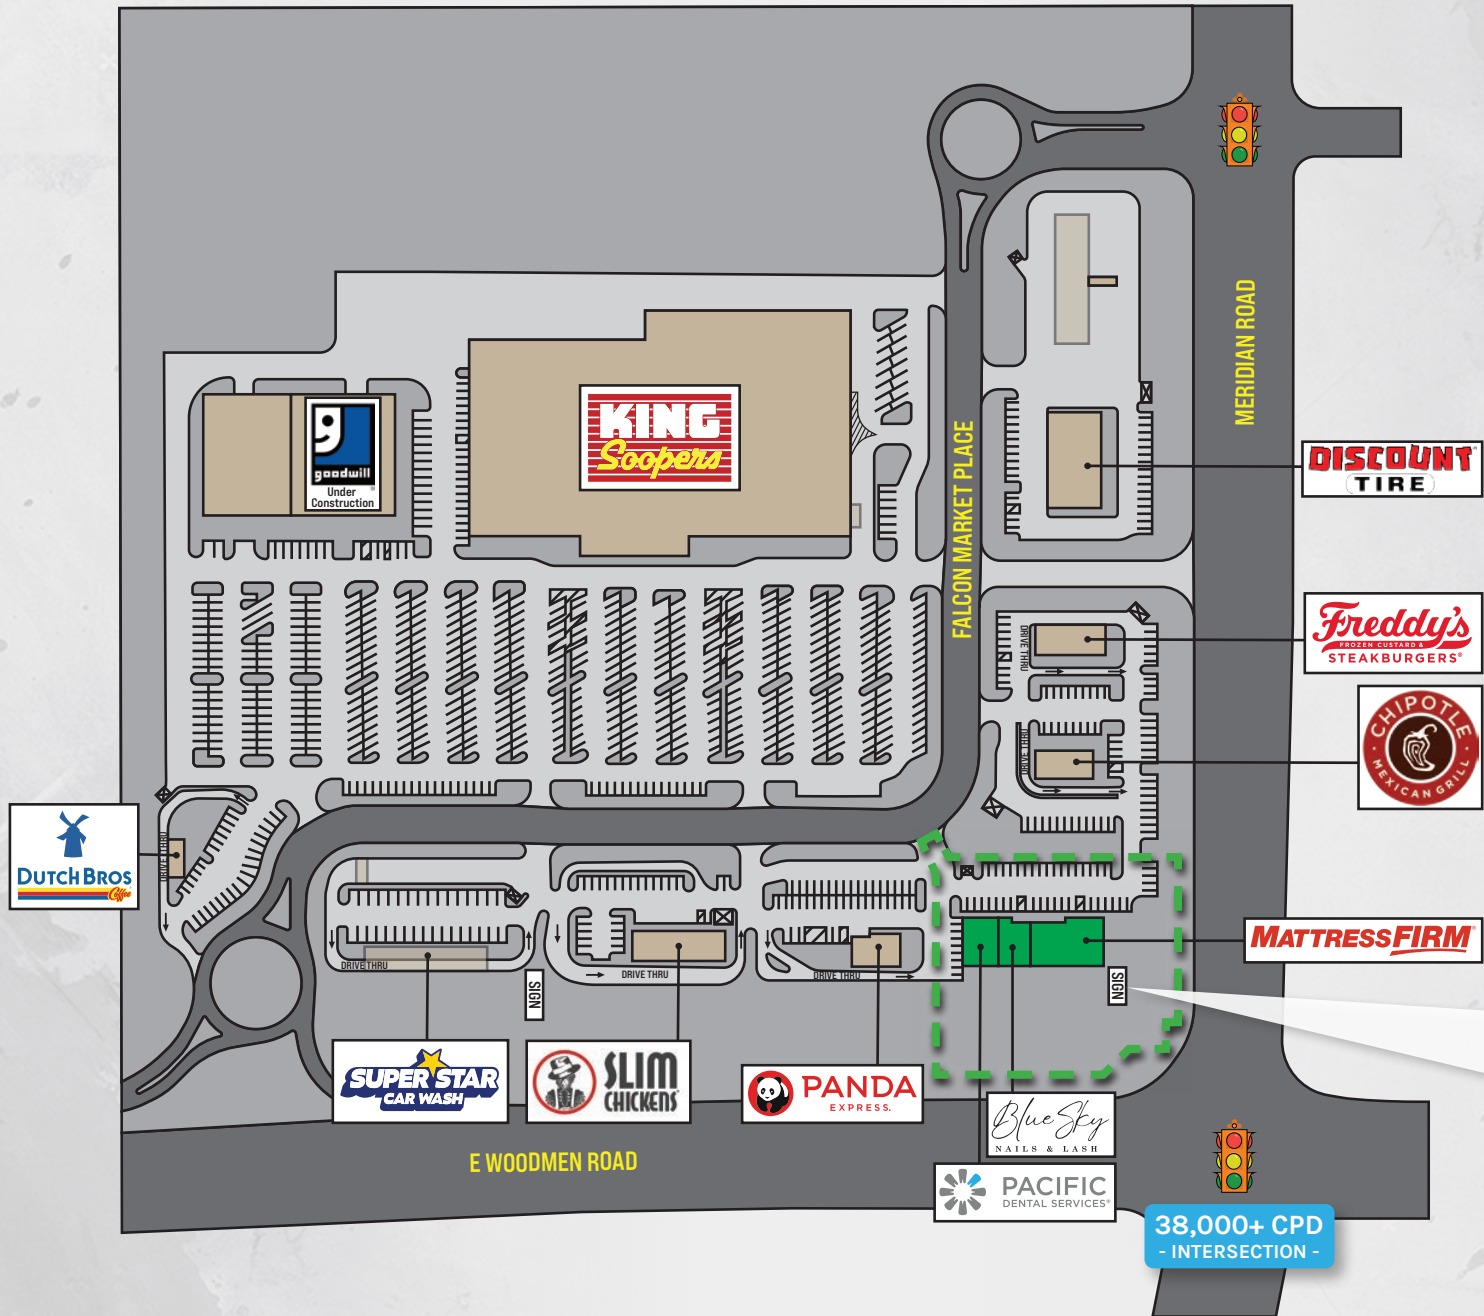 MERIDIAN ROAD
FALCON MARKET PLACE
KING
Soopers
goodwill
Under
Construction
DISCOUNT
TIRE
Freddy's
FROZEN CUSTARD &
STEAKBURGERS®
DRIVE THRU
CHIPOTLE
MEXICAN GRILL
DRIVE THRU
DUTCH BROS
Coffee
DRIVE THRU
MATTRESSFIRM
DRIVE THRU
DRIVE THRU
DRIVE THRU
SIGN
SIGN
SUPER STAR
CAR WASH
SLIM
CHICKENS
PANDA
EXPRESS.
Blue Sky
NAILS & LASH
E WOODMEN ROAD
PACIFIC
DENTAL SERVICES®
38,000+ CPD
- INTERSECTION -